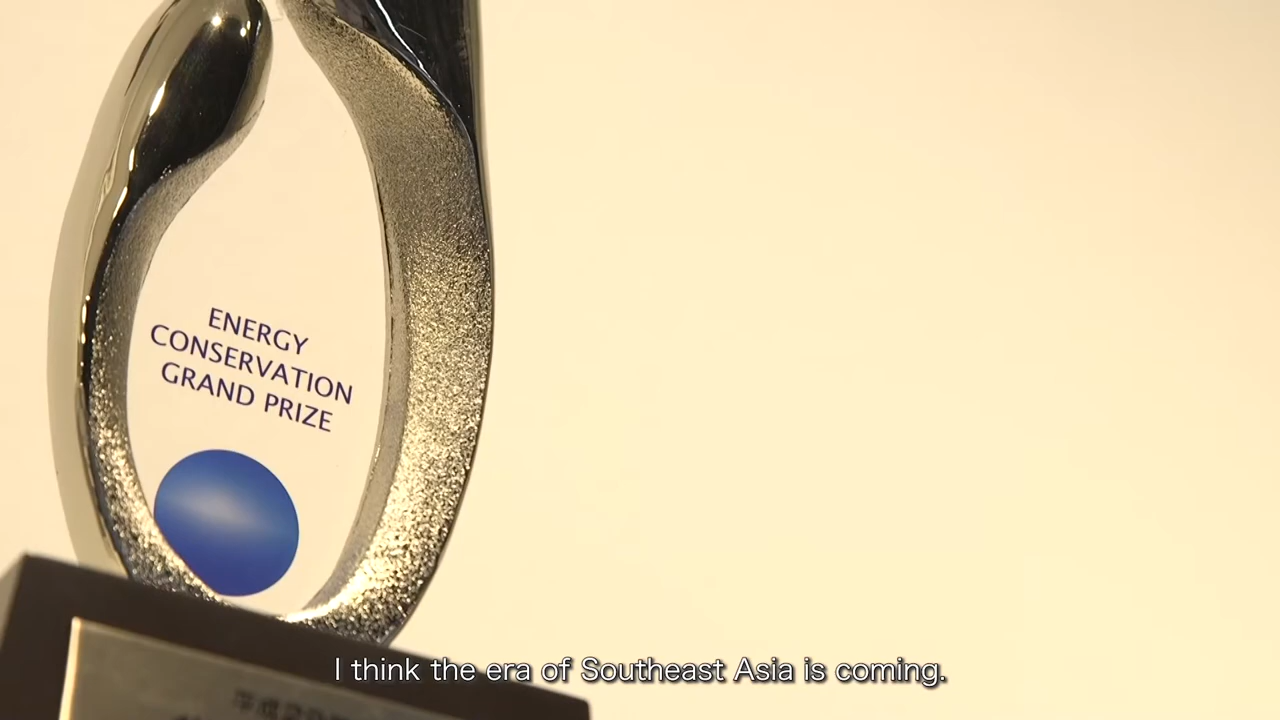 ENERGY
CONSERVATION
GRAND PRIZE
I think the era of Southeast Asia is coming.